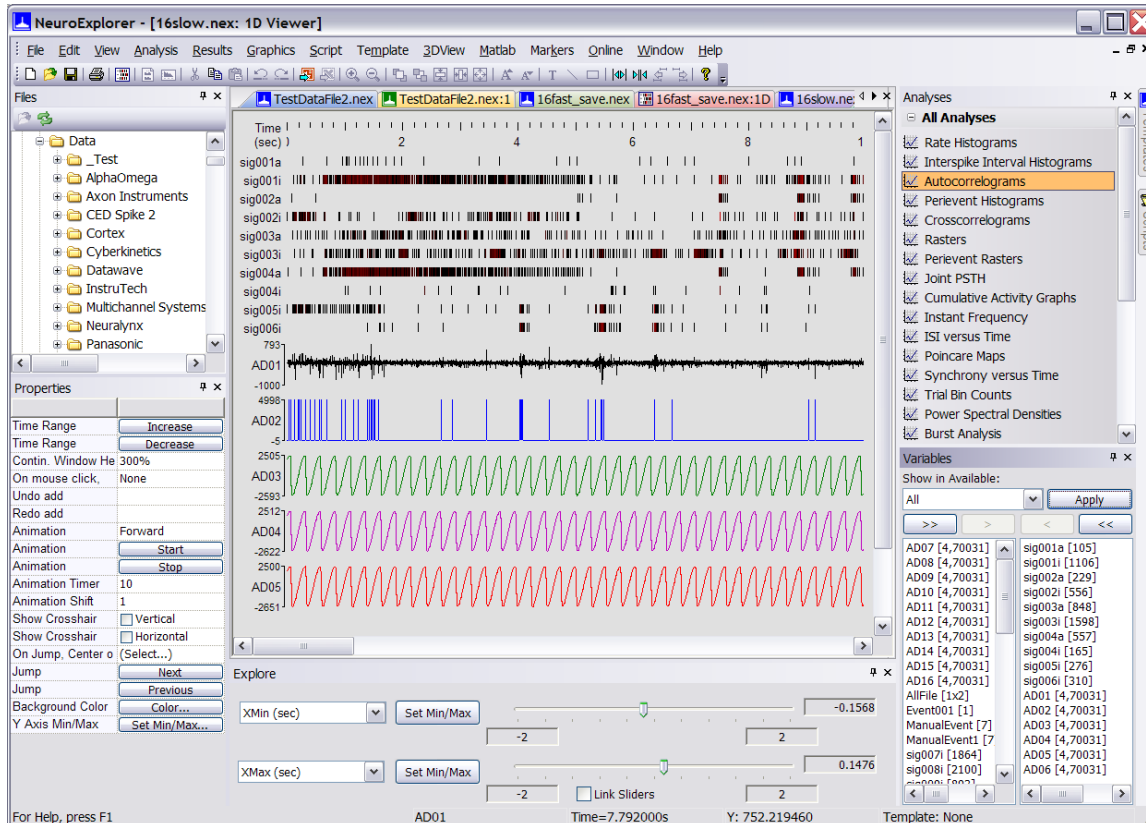 NeuroExplorer - [16slow.nex: 1D Viewer]
File Edit View Analysis Results Graphics Script Template 3DView Matlab Markers Online Window Help
Files
TestDataFile2.nex TestDataFile2.nex:1 16fast_save.nex 16fast_save.nex:1D 16slow.ne
Analyses
Data
_Test
AlphaOmega
Axon Instruments
CED Spike 2
Cortex
Cyberkinetics
Datawave
InstruTech
Multichannel Systems
Neuralynx
Panasonic
Properties
Time Range Increase
Time Range Decrease
Contin. Window He 300%
On mouse click, None
Undo add
Redo add
Animation Forward
Animation Start
Animation Stop
Animation Timer 10
Animation Shift 1
Show Crosshair Vertical
Show Crosshair Horizontal
On Jump, Center o (Select...)
Jump Next
Jump Previous
Background Color Color...
Y Axis Min/Max Set Min/Max...
Time
(sec) 2 4 6 8 1
sig001a
sig001i
sig002a
sig002i
sig003a
sig003i
sig004a
sig004i
sig005i
sig006i
793
AD01
-1000
4998
AD02
-5
2505
AD03
-2593
2512
AD04
-2622
2500
AD05
-2651
Explore
XMin (sec) Set Min/Max -0.1568
-2 2
XMax (sec) Set Min/Max 0.1476
-2 Link Sliders 2
All Analyses
Rate Histograms
Interspike Interval Histograms
Autocorrelograms
Perievent Histograms
Crosscorrelograms
Rasters
Perievent Rasters
Joint PSTH
Cumulative Activity Graphs
Instant Frequency
ISI versus Time
Poincare Maps
Synchrony versus Time
Trial Bin Counts
Power Spectral Densities
Burst Analysis
Variables
Show in Available:
All Apply
>> > < <<
AD07 [4,70031]
AD08 [4,70031]
AD09 [4,70031]
AD10 [4,70031]
AD11 [4,70031]
AD12 [4,70031]
AD13 [4,70031]
AD14 [4,70031]
AD15 [4,70031]
AD16 [4,70031]
AllFile [1x2]
Event001 [1]
ManualEvent [7]
ManualEvent1 [7
sig007i [1864]
sig008i [2100]
sig001a [105]
sig001i [1106]
sig002a [229]
sig002i [556]
sig003a [848]
sig003i [1598]
sig004a [557]
sig004i [165]
sig005i [276]
sig006i [310]
AD01 [4,70031]
AD02 [4,70031]
AD03 [4,70031]
AD04 [4,70031]
AD05 [4,70031]
AD06 [4,70031]
For Help, press F1 AD01 Time=7.792000s Y: 752.219460 Template: None